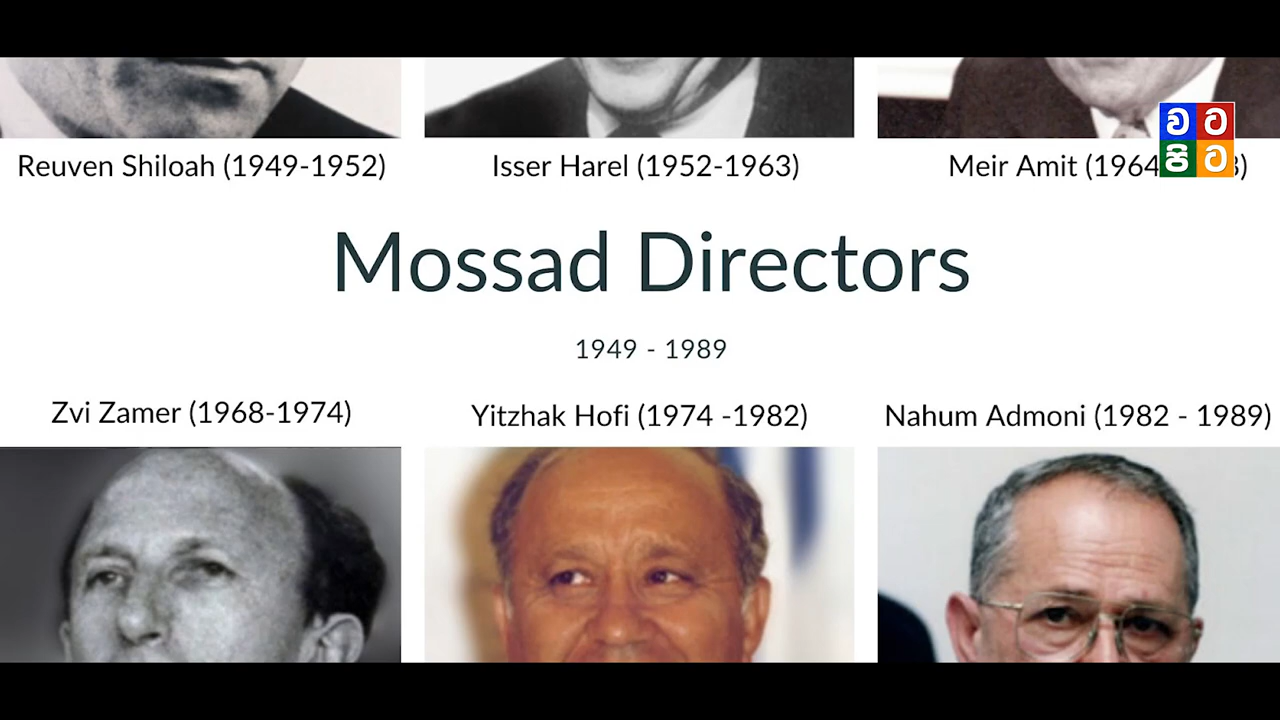 Reuven Shiloah (1949-1952)
Isser Harel (1952-1963)
Meir Amit (1964
Mossad Directors
1949 - 1989
Zvi Zamer (1968-1974)
Yitzhak Hofi (1974 -1982)
Nahum Admoni (1982 - 1989)